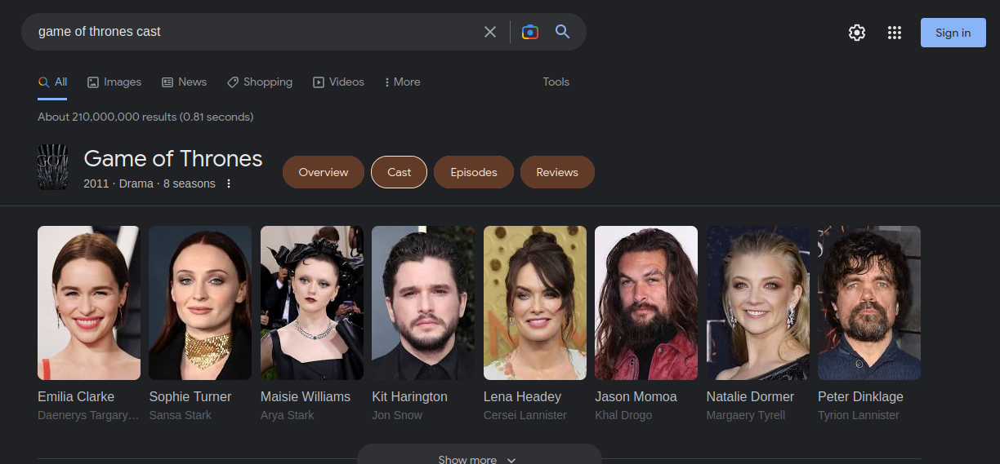 game of thrones cast
Sign in
All Images News Shopping Videos More Tools
About 210,000,000 results (0.81 seconds)
Game of Thrones
2011 · Drama · 8 seasons
Overview Cast Episodes Reviews
Emilia Clarke Sophie Turner Maisie Williams Kit Harington Lena Headey Jason Momoa Natalie Dormer Peter Dinklage
Daenerys Targary... Sansa Stark Arya Stark Jon Snow Cersei Lannister Khal Drogo Margaery Tyrell Tyrion Lannister
Show more